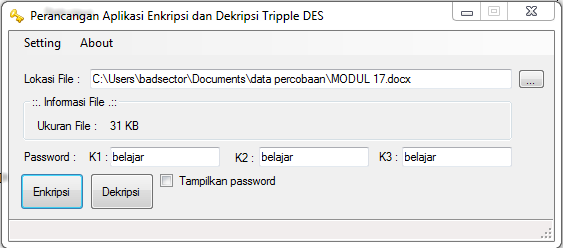 Perancangan Aplikasi Enkripsi dan Dekripsi Tripple DES
Setting About
Lokasi File : C:\Users\badsector\Documents\data percobaan\MODUL 17.docx ...
.::. Informasi File .::.
Ukuran File : 31 KB
Password : K1 : belajar K2 : belajar K3 : belajar
Enkripsi Dekripsi Tampilkan password